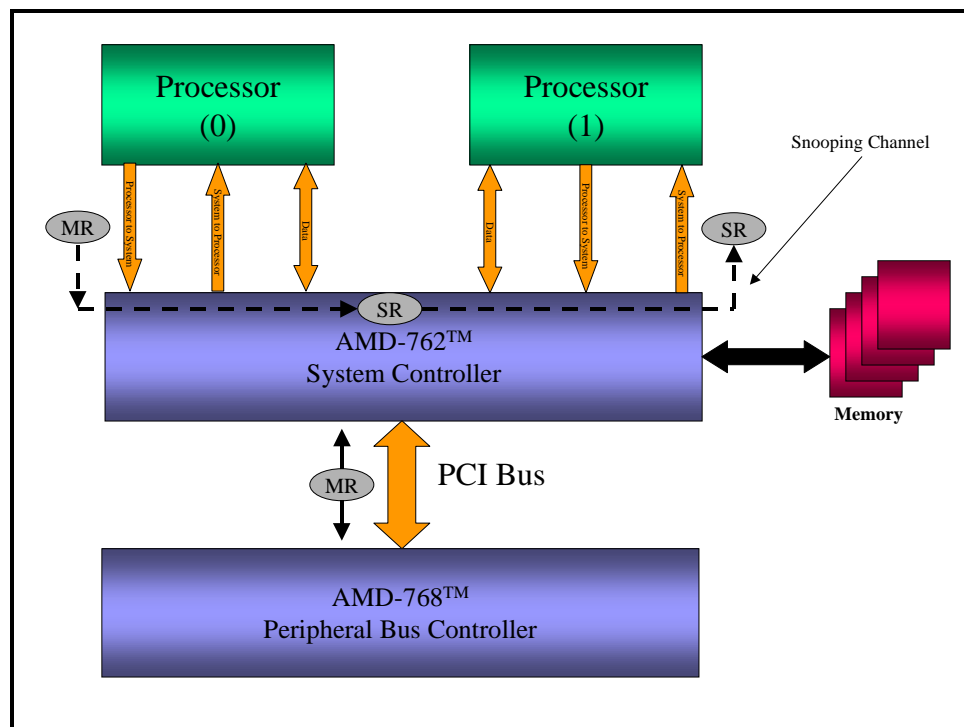 Processor
(0)
Processor
(1)
Snooping Channel
Processor to System
System to Processor
Data
Data
Processor to System
System to Processor
MR
SR
SR
AMD-762™
System Controller
Memory
MR
PCI Bus
AMD-768™
Peripheral Bus Controller